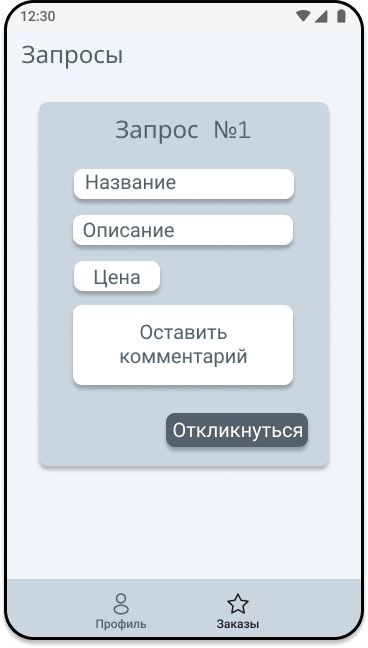 12:30
Запросы
Запрос №1
Название
Описание
Цена
Оставить
комментарий
Откликнуться
Профиль
Заказы